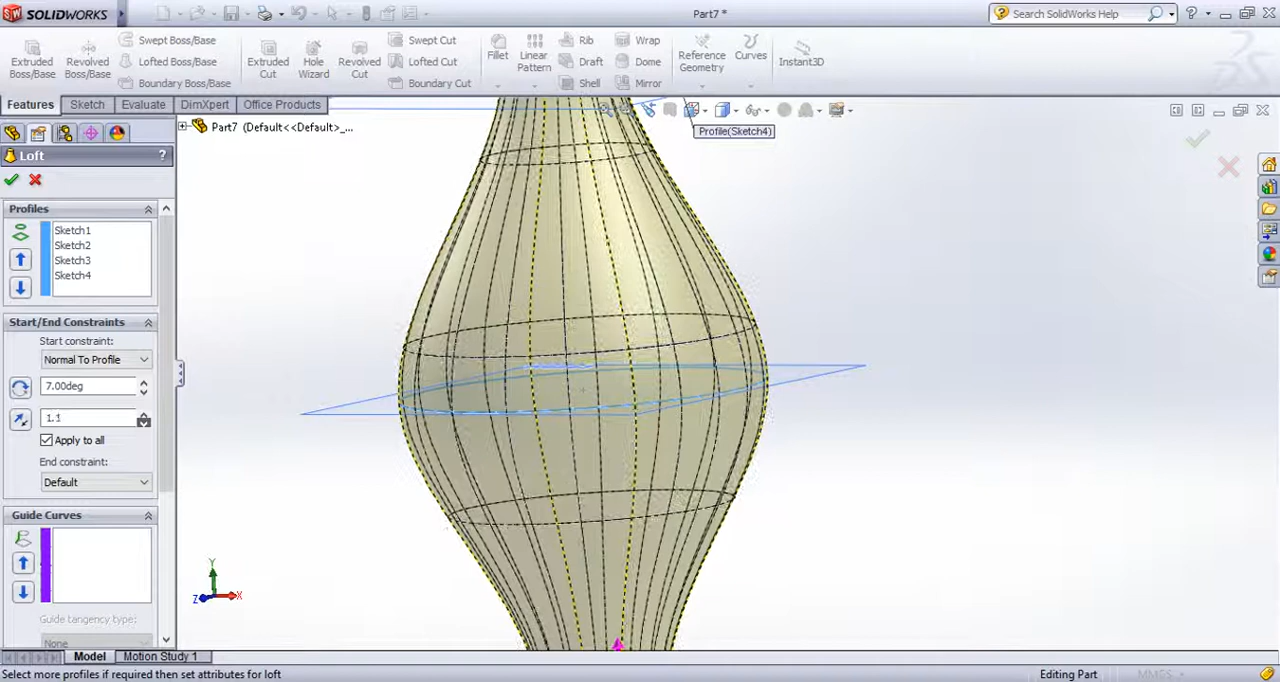 SOLIDWORKS
Part7 *
Search SolidWorks Help
Extruded Boss/Base
Revolved Boss/Base
Swept Boss/Base
Lofted Boss/Base
Boundary Boss/Base
Extruded Cut
Hole Wizard
Revolved Cut
Swept Cut
Lofted Cut
Boundary Cut
Fillet
Linear Pattern
Rib
Draft
Shell
Wrap
Dome
Mirror
Reference Geometry
Curves
Instant3D
Features
Sketch
Evaluate
DimXpert
Office Products
Part7 (Default<<Default>_...
Profile(Sketch4)
Loft
?
Profiles
Sketch1
Sketch2
Sketch3
Sketch4
Start/End Constraints
Start constraint:
Normal To Profile
7.00deg
1.1
Apply to all
End constraint:
Default
Guide Curves
Guide tangency type:
None
Y
Z
X
Model
Motion Study 1
Select more profiles if required then set attributes for loft
Editing Part
MMGS